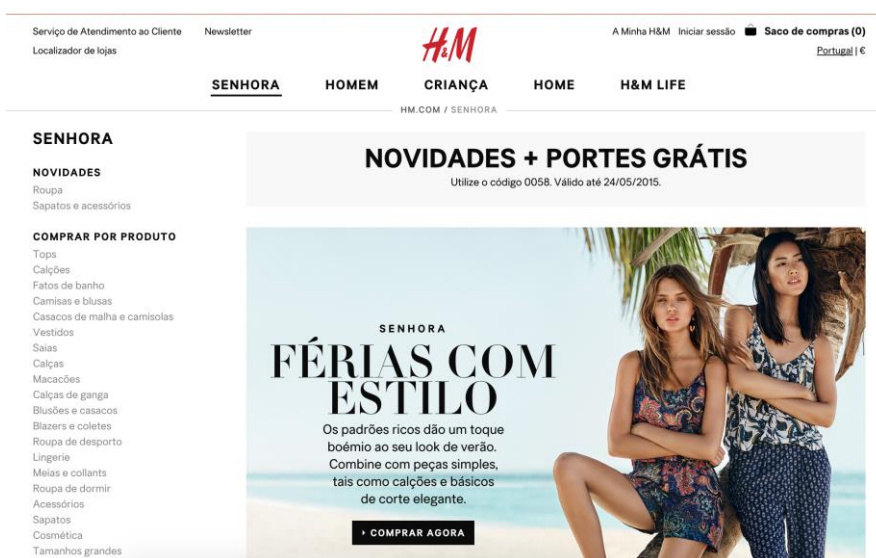 Serviço de Atendimento ao Cliente Newsletter
Localizador de lojas
H&M
A Minha H&M Iniciar sessão Saco de compras (0)
Portugal | €
SENHORA HOMEM CRIANÇA HOME H&M LIFE
HM.COM / SENHORA
SENHORA
NOVIDADES
Roupa
Sapatos e acessórios
COMPRAR POR PRODUTO
Tops
Calções
Fatos de banho
Camisas e blusas
Casacos de malha e camisolas
Vestidos
Saias
Calças
Macacões
Calças de ganga
Blusões e casacos
Blazers e coletes
Roupa de desporto
Lingerie
Meias e collants
Roupa de dormir
Acessórios
Sapatos
Cosmética
Tamanhos grandes
NOVIDADES + PORTES GRÁTIS
Utilize o código 0058. Válido até 24/05/2015.
SENHORA
FÉRIAS COM
ESTILO
Os padrões ricos dão um toque
boémio ao seu look de verão.
Combine com peças simples,
tais como calções e básicos
de corte elegante.
COMPRAR AGORA